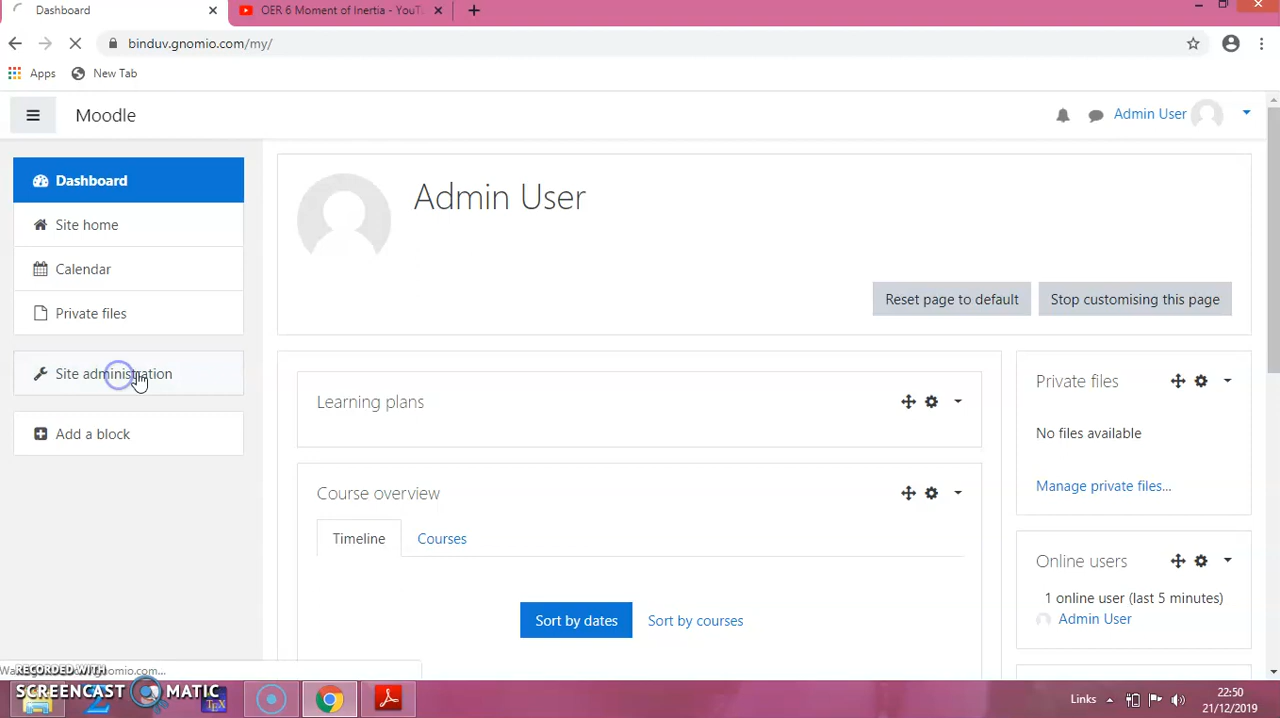 Dashboard
OER 6 Moment of Inertia - YouT
binduv.gnomio.com/my/
Apps
New Tab
Moodle
Admin User
Dashboard
Site home
Calendar
Private files
Site administration
Add a block
Admin User
Reset page to default
Stop customising this page
Learning plans
Course overview
Timeline
Courses
Sort by dates
Sort by courses
Private files
No files available
Manage private files...
Online users
1 online user (last 5 minutes)
Admin User
RECORDED WITH
SCREENCAST MATIC
Links
22:50
21/12/2019